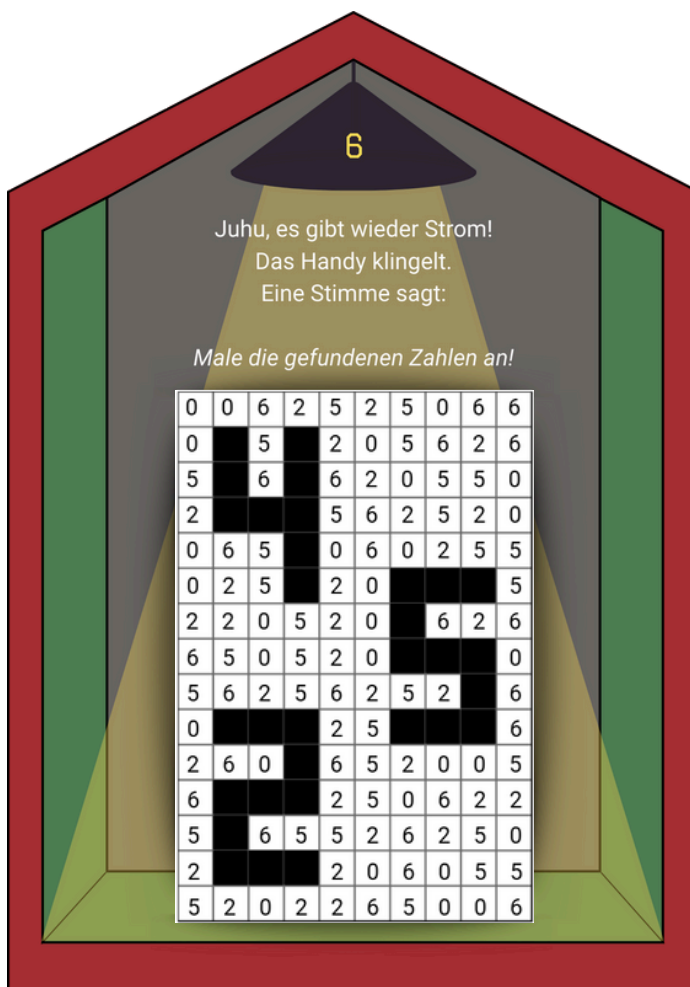 6
Juhu, es gibt wieder Strom!
Das Handy klingelt.
Eine Stimme sagt:
Male die gefundenen Zahlen an!
0 0 6 2 5 2 5 0 6 6
0 5 2 0 5 6 2 6
5 6 6 2 0 5 5 0
2 5 6 2 5 2 0
0 6 5 0 6 0 2 5 5
0 2 5 2 0 5
2 2 0 5 2 0 6 2 6
6 5 0 5 2 0 0
5 6 2 5 6 2 5 2 6
0 2 5 6
2 6 0 6 5 2 0 0 5
6 2 5 0 6 2 2
5 6 5 5 2 6 2 5 0
2 2 0 6 0 5 5
5 2 0 2 2 6 5 0 0 6